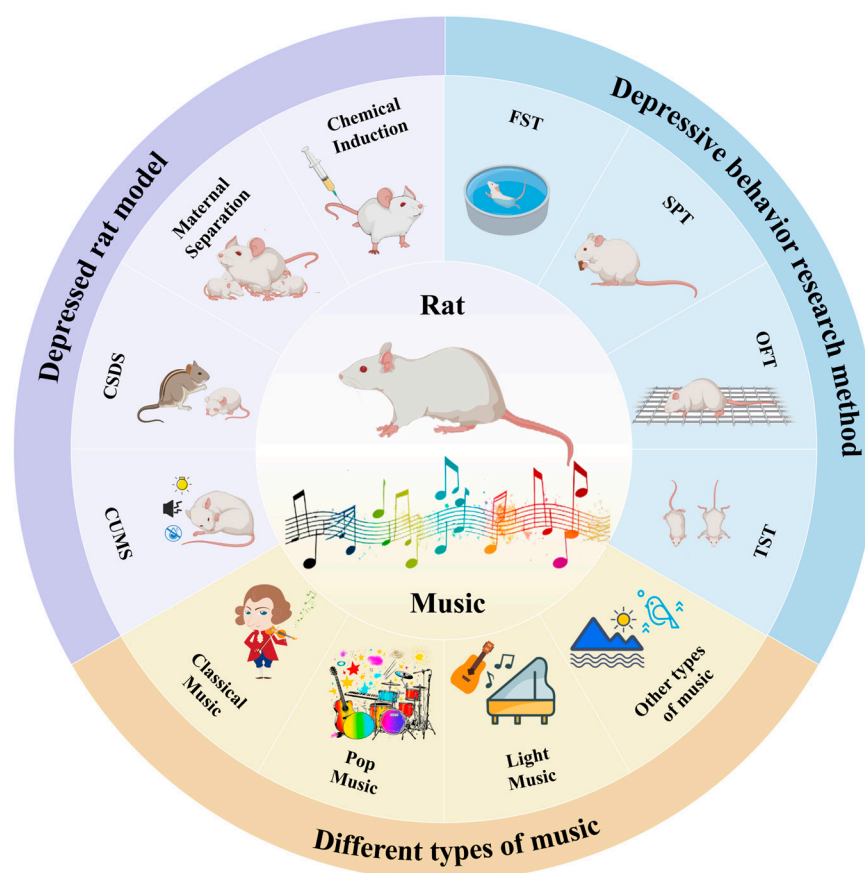 Depressed rat model
Depressive behavior research method
Different types of music
Chemical
Induction
Maternal
Separation
CSDS
CUMS
FST
SPT
OFT
TST
Rat
Music
Classical
Music
Pop
Music
Light
Music
Other types
of music